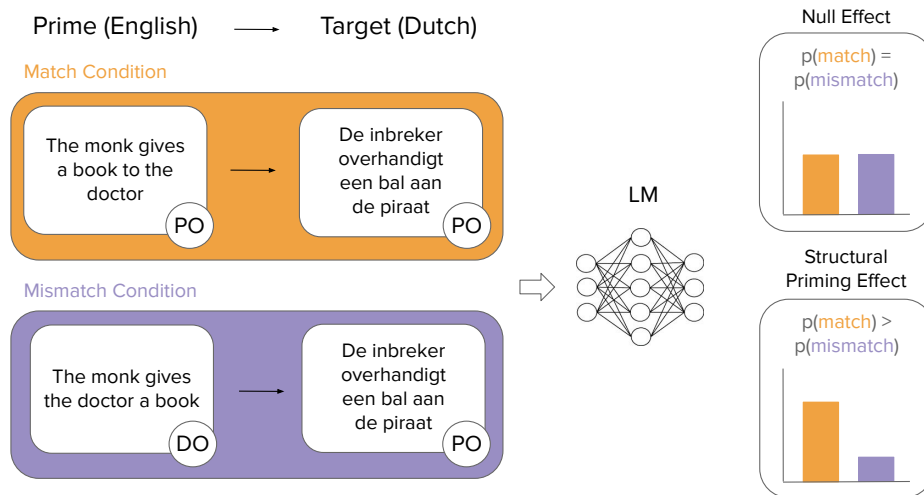 Prime (English) → Target (Dutch)
Match Condition
The monk gives
a book to the
doctor
PO
De inbreker
overhandigt
een bal aan
de piraat
PO
Mismatch Condition
The monk gives
the doctor a book
DO
De inbreker
overhandigt
een bal aan
de piraat
PO
LM
Null Effect
p(match) =
p(mismatch)
Structural
Priming Effect
p(match) >
p(mismatch)